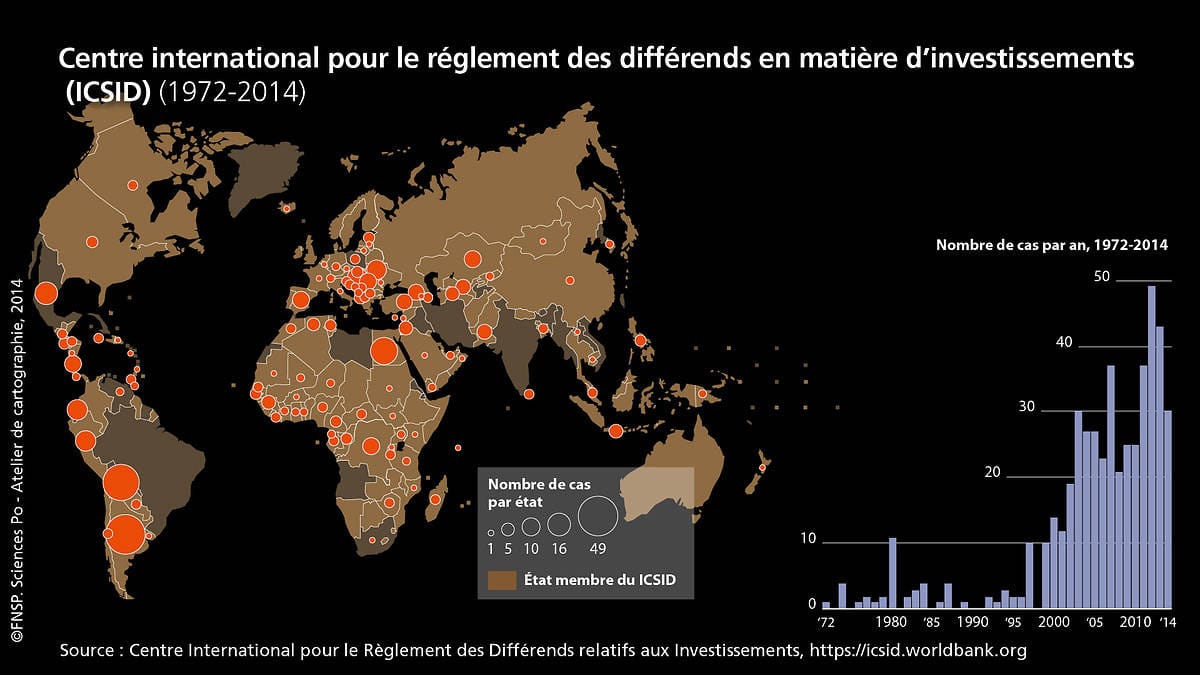 Centre international pour le réglement des différends en matière d'investissements
(ICSID) (1972-2014)
©FNSP. Sciences Po - Atelier de cartographie, 2014
Nombre de cas
par état
1 5 10 16 49
État membre du ICSID
Nombre de cas par an, 1972-2014
50
40
30
20
10
0
'72 1980 '85 1990 '95 2000 '05 2010 '14
Source : Centre International pour le Règlement des Différends relatifs aux Investissements, https://icsid.worldbank.org